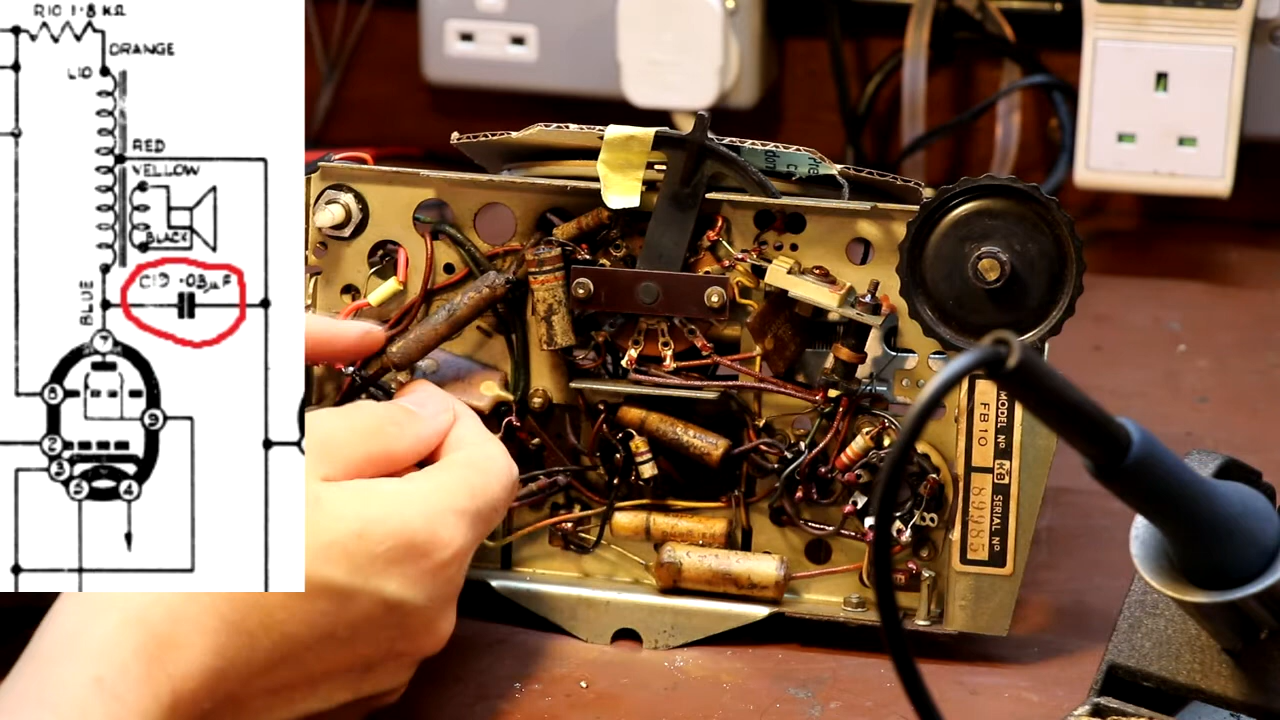 R10 1·8 KΩ
ORANGE
L10
RED
YELLOW
BLACK
BLUE
C19 ·03µF
7
8
9
2
3
5
4
MODEL Nº
FB10
KB
SERIAL Nº
89985